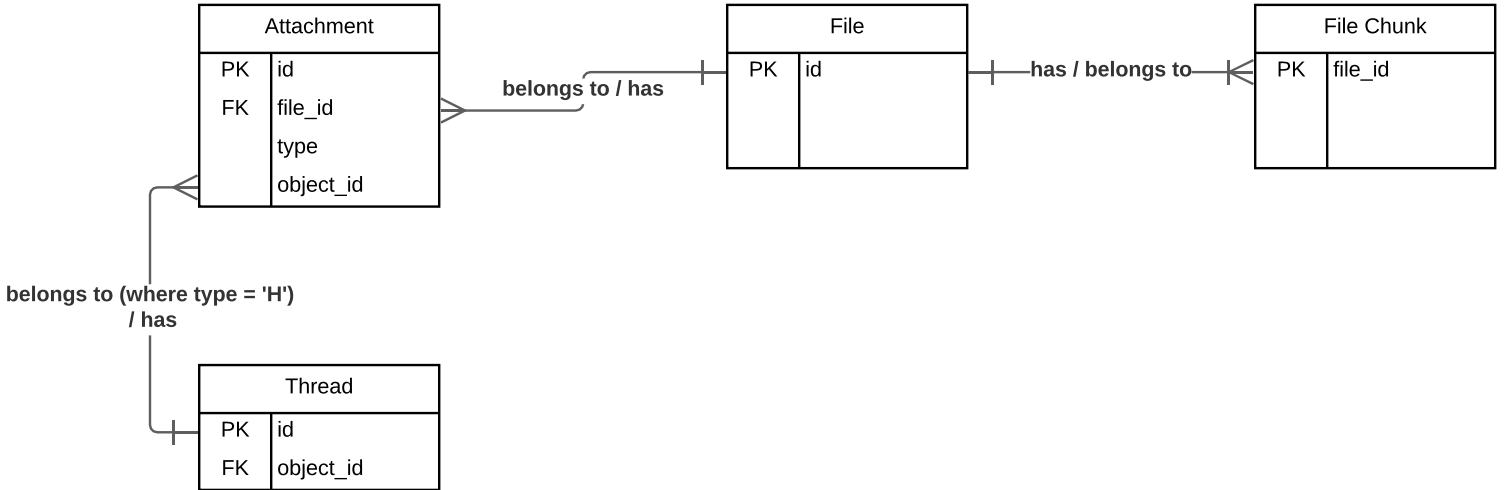 Attachment
PK id
FK file_id
type
object_id
belongs to / has
File
PK id
has / belongs to
File Chunk
PK file_id
belongs to (where type = 'H')
/ has
Thread
PK id
FK object_id